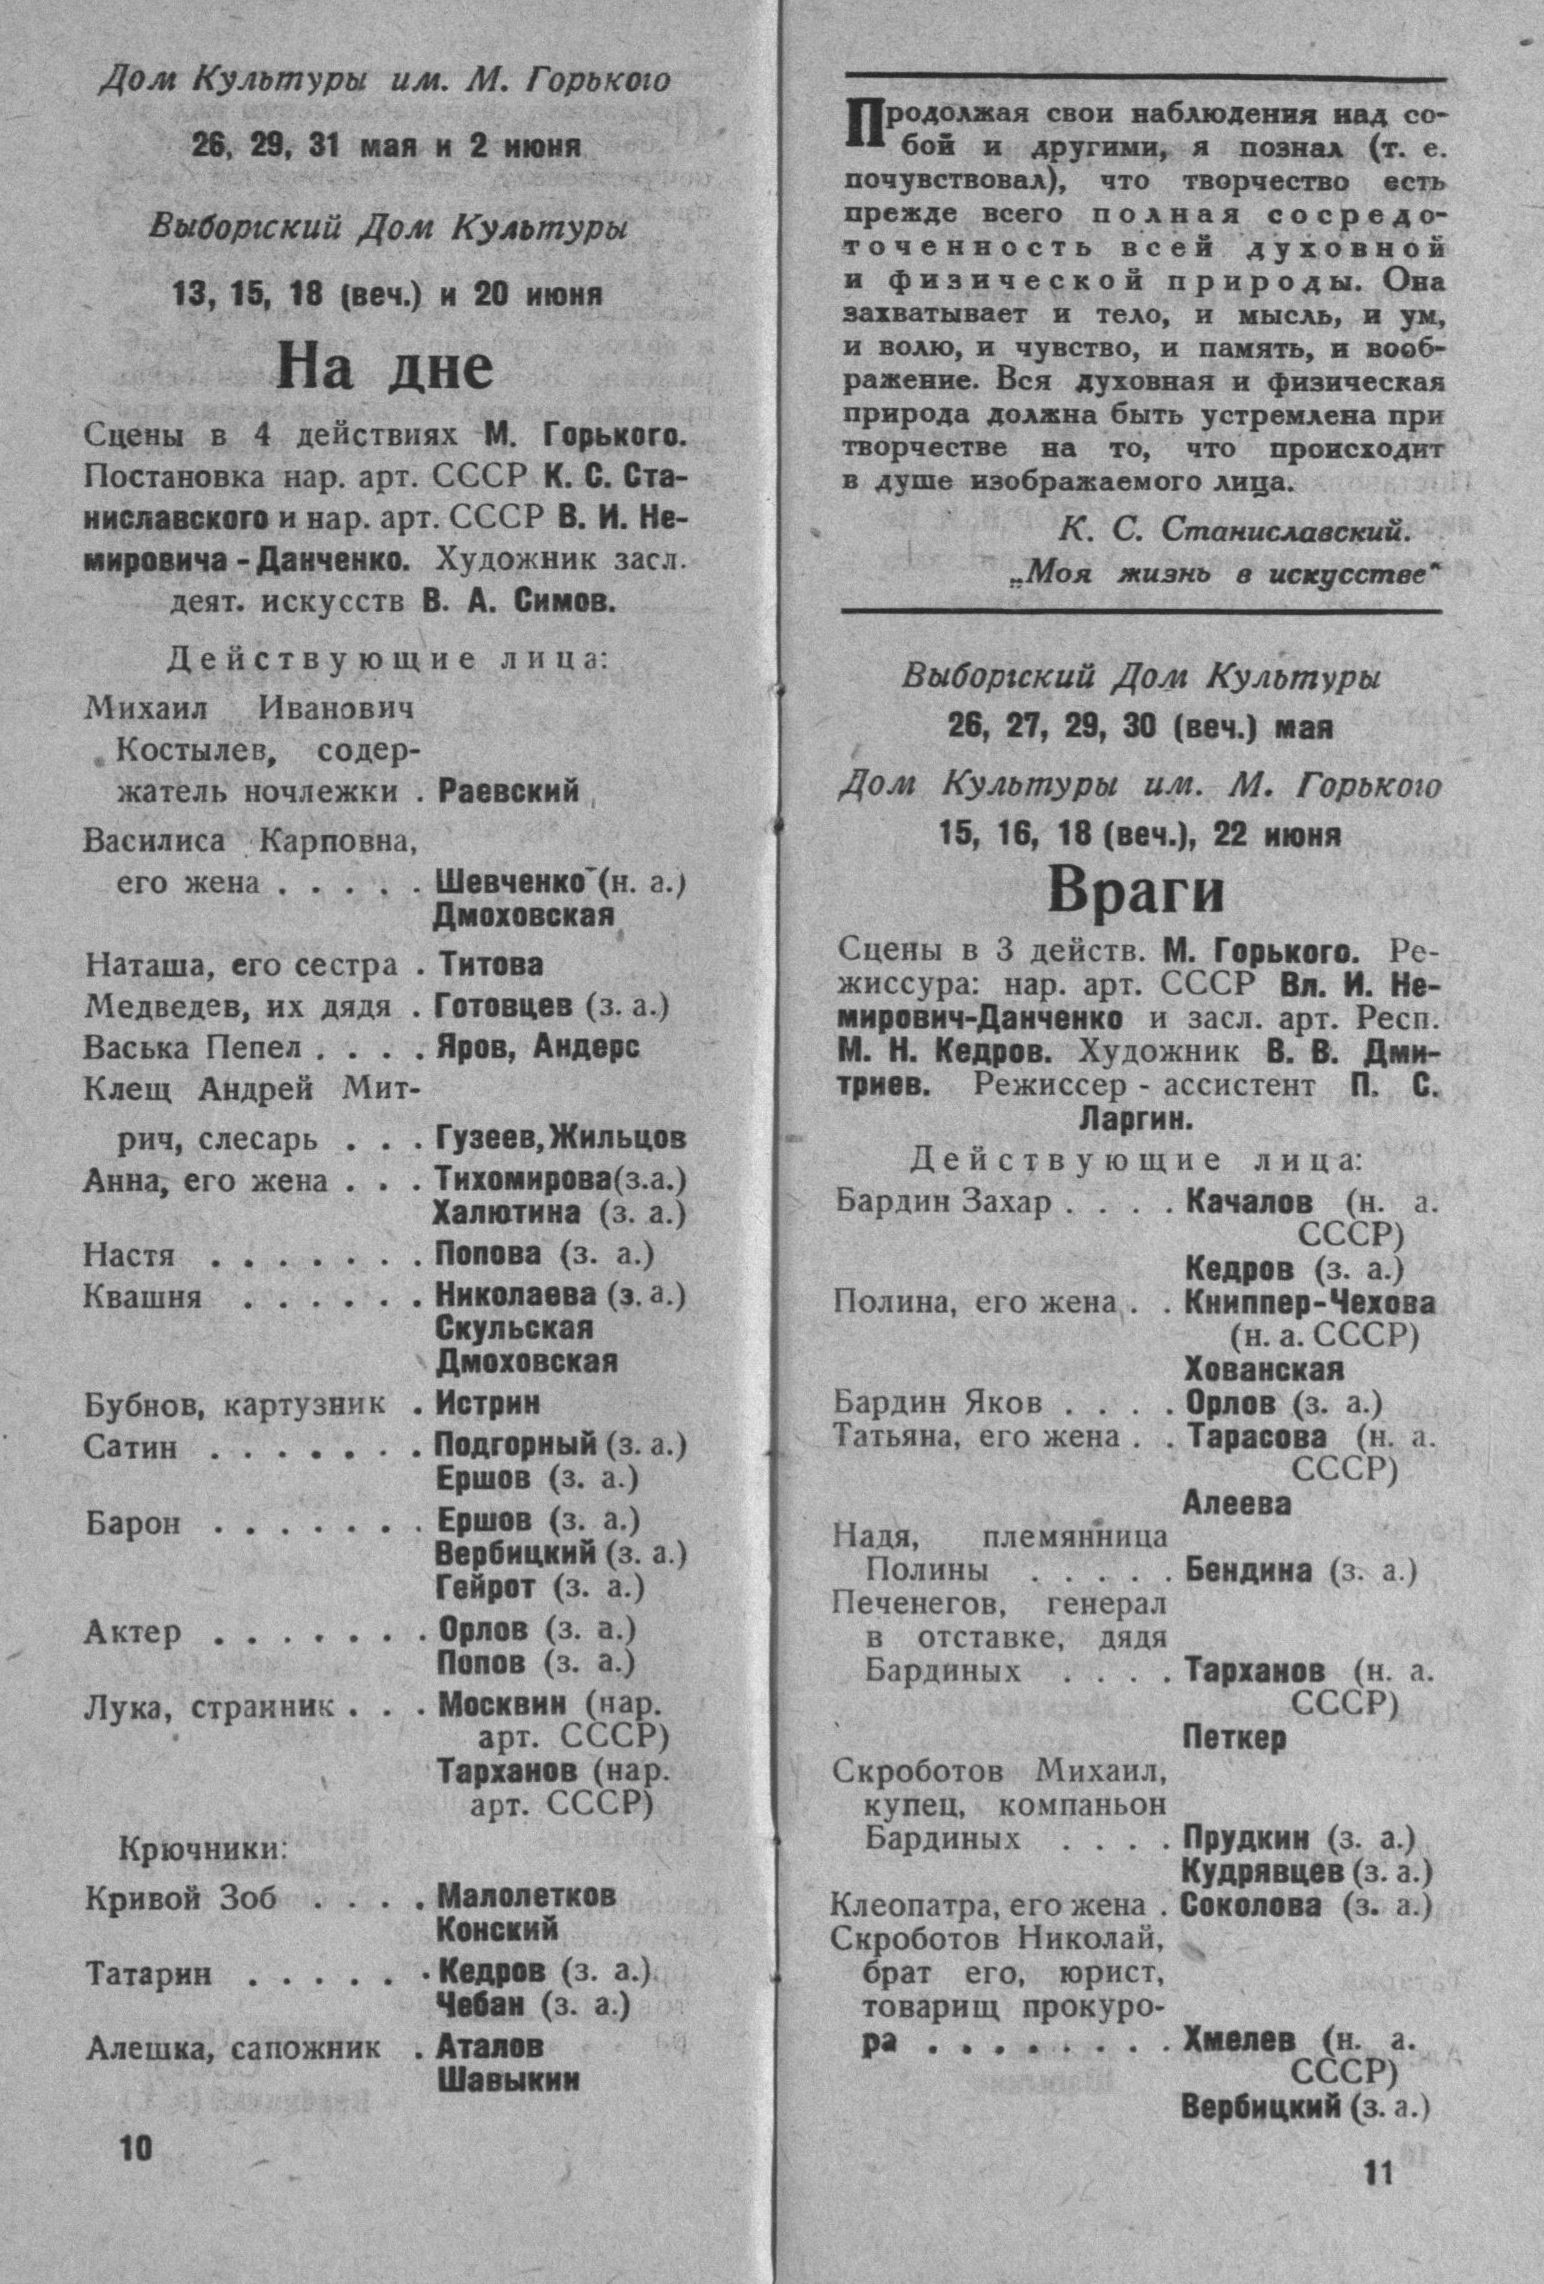 Дом Культуры им. М. Горького
26, 29, 31 мая и 2 июня
Выборгский Дом Культуры
13, 15, 18 (веч.) и 20 июня
На дне
Сцены в 4 действиях М. Горького.
Постановка нар. арт. СССР К. С. Ста-
ниславского и нар. арт. СССР В. И. Не-
мировича-Данченко. Художник засл.
деят. искусств В. А. Симов.
Действующие лица:
Михаил Иванович
Костылев, содер-
жатель ночлежки . Раевский
Василиса Карповна,
его жена . . . . . Шевченко (н. а.)
Дмоховская
Наташа, его сестра . Титова
Медведев, их дядя . Готовцев (з. а.)
Васька Пепел . . . . Яров, Андерс
Клещ Андрей Мит-
рич, слесарь . . . Гузеев, Жильцов
Анна, его жена . . . Тихомирова (з.а.)
Халютина (з. а.)
Настя . . . . . . . Попова (з. а.)
Квашня . . . . . . Николаева (з. а.)
Скульская
Дмоховская
Бубнов, картузник . Истрин
Сатин . . . . . . . Подгорный (з. а.)
Ершов (з. а.)
Барон . . . . . . . Ершов (з. а.)
Вербицкий (з. а.)
Гейрот (з. а.)
Актер . . . . . . . Орлов (з. а.)
Попов (з. а.)
Лука, странник . . . Москвин (нар.
арт. СССР)
Тарханов (нар.
арт. СССР)
Крючники:
Кривой Зоб . . . . Малолетков
Конский
Татарин . . . . . . Кедров (з. а.)
Чебан (з. а.)
Алешка, сапожник . Аталов
Шавыкин
10
Продолжая свои наблюдения над со-
бой и другими, я познал (т. е.
почувствовал), что творчество есть
прежде всего полная сосредо-
точенность всей духовной
и физической природы. Она
захватывает и тело, и мысль, и ум,
и волю, и чувство, и память, и вооб-
ражение. Вся духовная и физическая
природа должна быть устремлена при
творчестве на то, что происходит
в душе изображаемого лица.
К. С. Станиславский.
„Моя жизнь в искусстве“
Выборгский Дом Культуры
26, 27, 29, 30 (веч.) мая
Дом Культуры им. М. Горького
15, 16, 18 (веч.), 22 июня
Враги
Сцены в 3 действ. М. Горького. Ре-
жиссура: нар. арт. СССР Вл. И. Не-
мирович-Данченко и засл. арт. Респ.
М. Н. Кедров. Художник В. В. Дми-
триев. Режиссер - ассистент П. С.
Ларгин.
Действующие лица:
Бардин Захар . . . . Качалов (н. а.
СССР)
Кедров (з. а.)
Полина, его жена . . Книппер-Чехова
(н. а. СССР)
Хованская
Бардин Яков . . . . Орлов (з. а.)
Татьяна, его жена . . Тарасова (н. а.
СССР)
Алеева
Надя, племянница
Полины . . . . . Бендина (з. а.)
Печенегов, генерал
в отставке, дядя
Бардиных . . . . Тарханов (н. а.
СССР)
Петкер
Скроботов Михаил,
купец, компаньон
Бардиных . . . . Прудкин (з. а.)
Кудрявцев (з. а.)
Клеопатра, его жена . Соколова (з. а.)
Скроботов Николай,
брат его, юрист,
товарищ прокуро-
ра . . . . . . . . Хмелев (н. а.
СССР)
Вербицкий (з. а.)
11